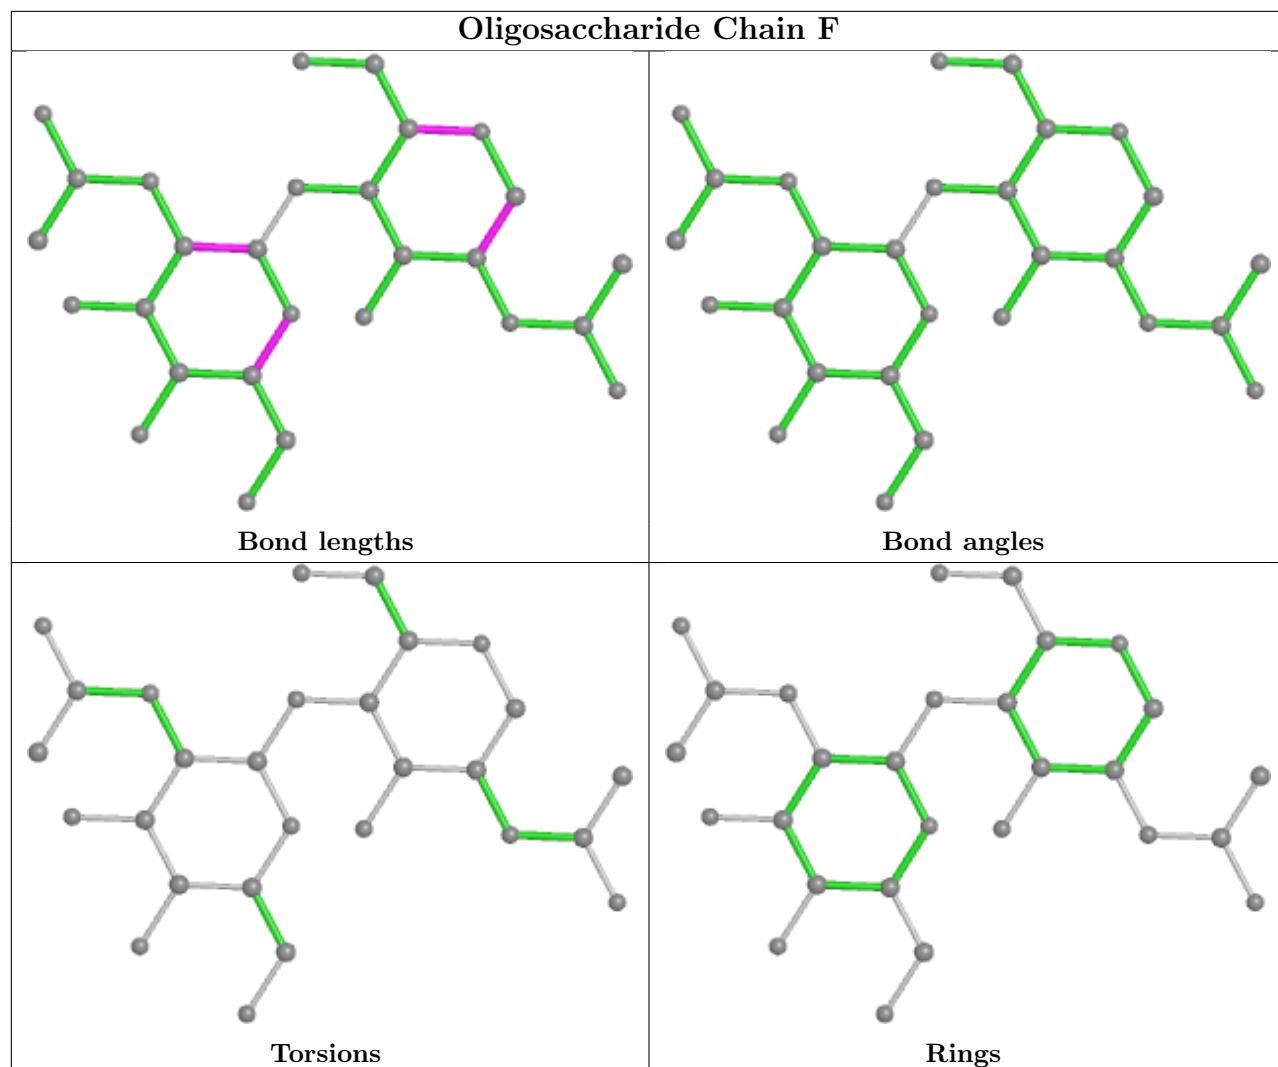 Oligosaccharide Chain F
Bond lengths
Bond angles
Torsions
Rings